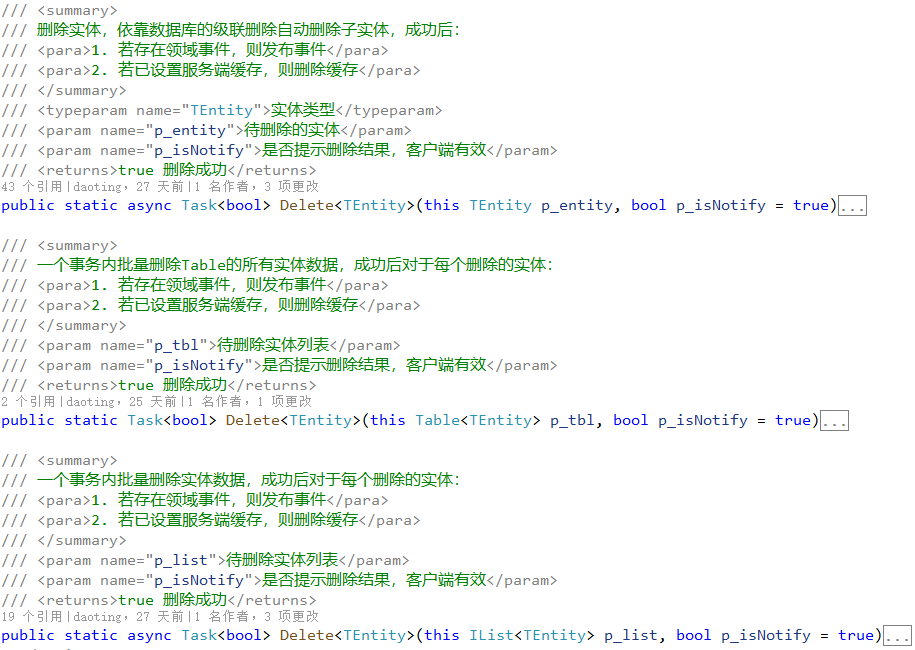 /// <summary>
/// 删除实体，依靠数据库的级联删除自动删除子实体，成功后：
/// <para>1. 若存在领域事件，则发布事件</para>
/// <para>2. 若已设置服务端缓存，则删除缓存</para>
/// </summary>
/// <typeparam name="TEntity">实体类型</typeparam>
/// <param name="p_entity">待删除的实体</param>
/// <param name="p_isNotify">是否提示删除结果，客户端有效</param>
/// <returns>true 删除成功</returns>
43 个引用|daoting，27 天前|1 名作者，3 项更改
public static async Task<bool> Delete<TEntity>(this TEntity p_entity, bool p_isNotify = true)...
/// <summary>
/// 一个事务内批量删除Table的所有实体数据，成功后对于每个删除的实体：
/// <para>1. 若存在领域事件，则发布事件</para>
/// <para>2. 若已设置服务端缓存，则删除缓存</para>
/// </summary>
/// <param name="p_tbl">待删除实体列表</param>
/// <param name="p_isNotify">是否提示删除结果，客户端有效</param>
/// <returns>true 删除成功</returns>
2 个引用|daoting，25 天前|1 名作者，1 项更改
public static Task<bool> Delete<TEntity>(this Table<TEntity> p_tbl, bool p_isNotify = true)...
/// <summary>
/// 一个事务内批量删除实体数据，成功后对于每个删除的实体：
/// <para>1. 若存在领域事件，则发布事件</para>
/// <para>2. 若已设置服务端缓存，则删除缓存</para>
/// </summary>
/// <param name="p_list">待删除实体列表</param>
/// <param name="p_isNotify">是否提示删除结果，客户端有效</param>
/// <returns>true 删除成功</returns>
19 个引用|daoting，27 天前|1 名作者，3 项更改
public static async Task<bool> Delete<TEntity>(this IList<TEntity> p_list, bool p_isNotify = true)...